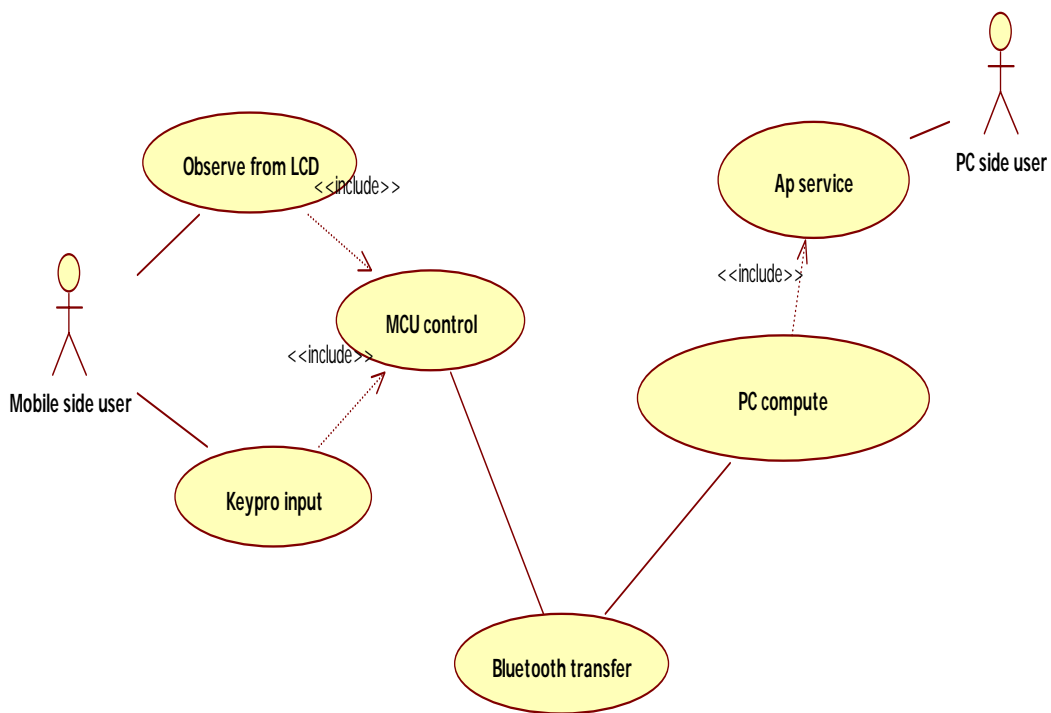 PC side user
Observe from LCD
<<include>>
Ap service
<<include>>
MCU control
<<include>>
Mobile side user
PC compute
Keypro input
Bluetooth transfer